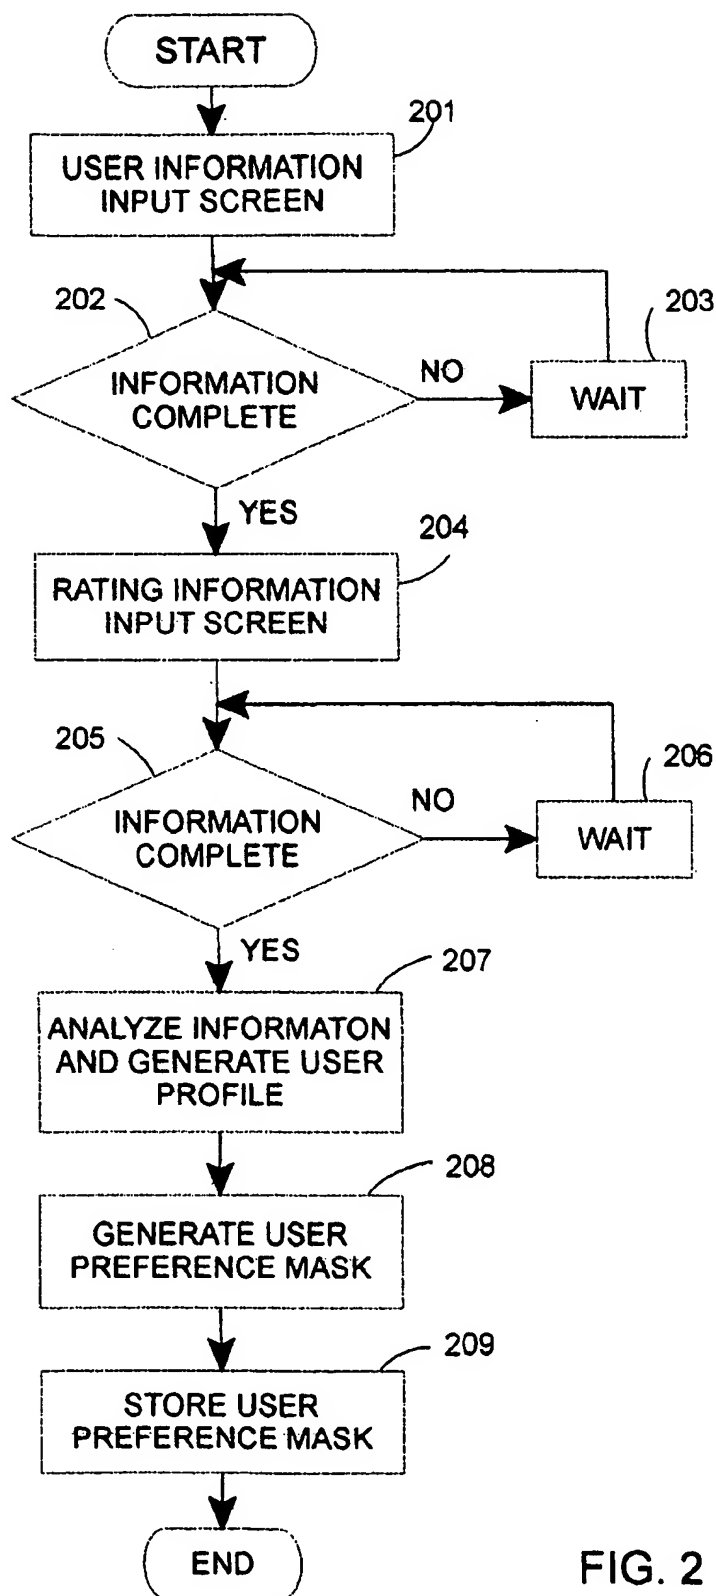 START
201
USER INFORMATION
INPUT SCREEN
202
INFORMATION
COMPLETE
NO
203
WAIT
YES
204
RATING INFORMATION
INPUT SCREEN
205
INFORMATION
COMPLETE
NO
206
WAIT
YES
207
ANALYZE INFORMATON
AND GENERATE USER
PROFILE
208
GENERATE USER
PREFERENCE MASK
209
STORE USER
PREFERENCE MASK
END
FIG. 2